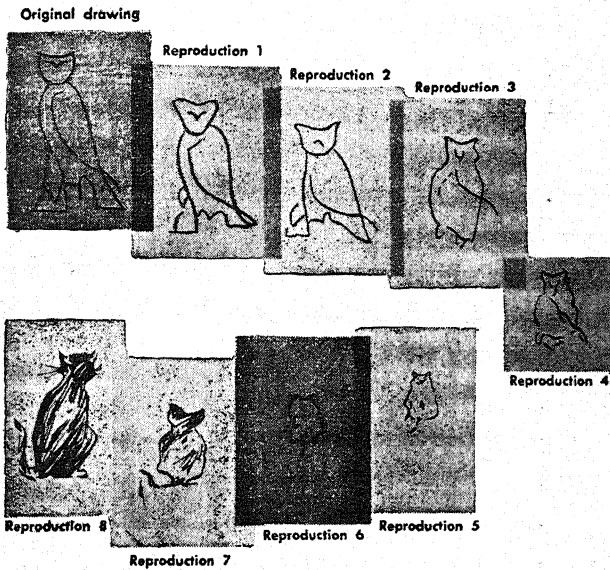 Original drawing
Reproduction 1
Reproduction 2
Reproduction 3
Reproduction 4
Reproduction 5
Reproduction 6
Reproduction 7
Reproduction 8